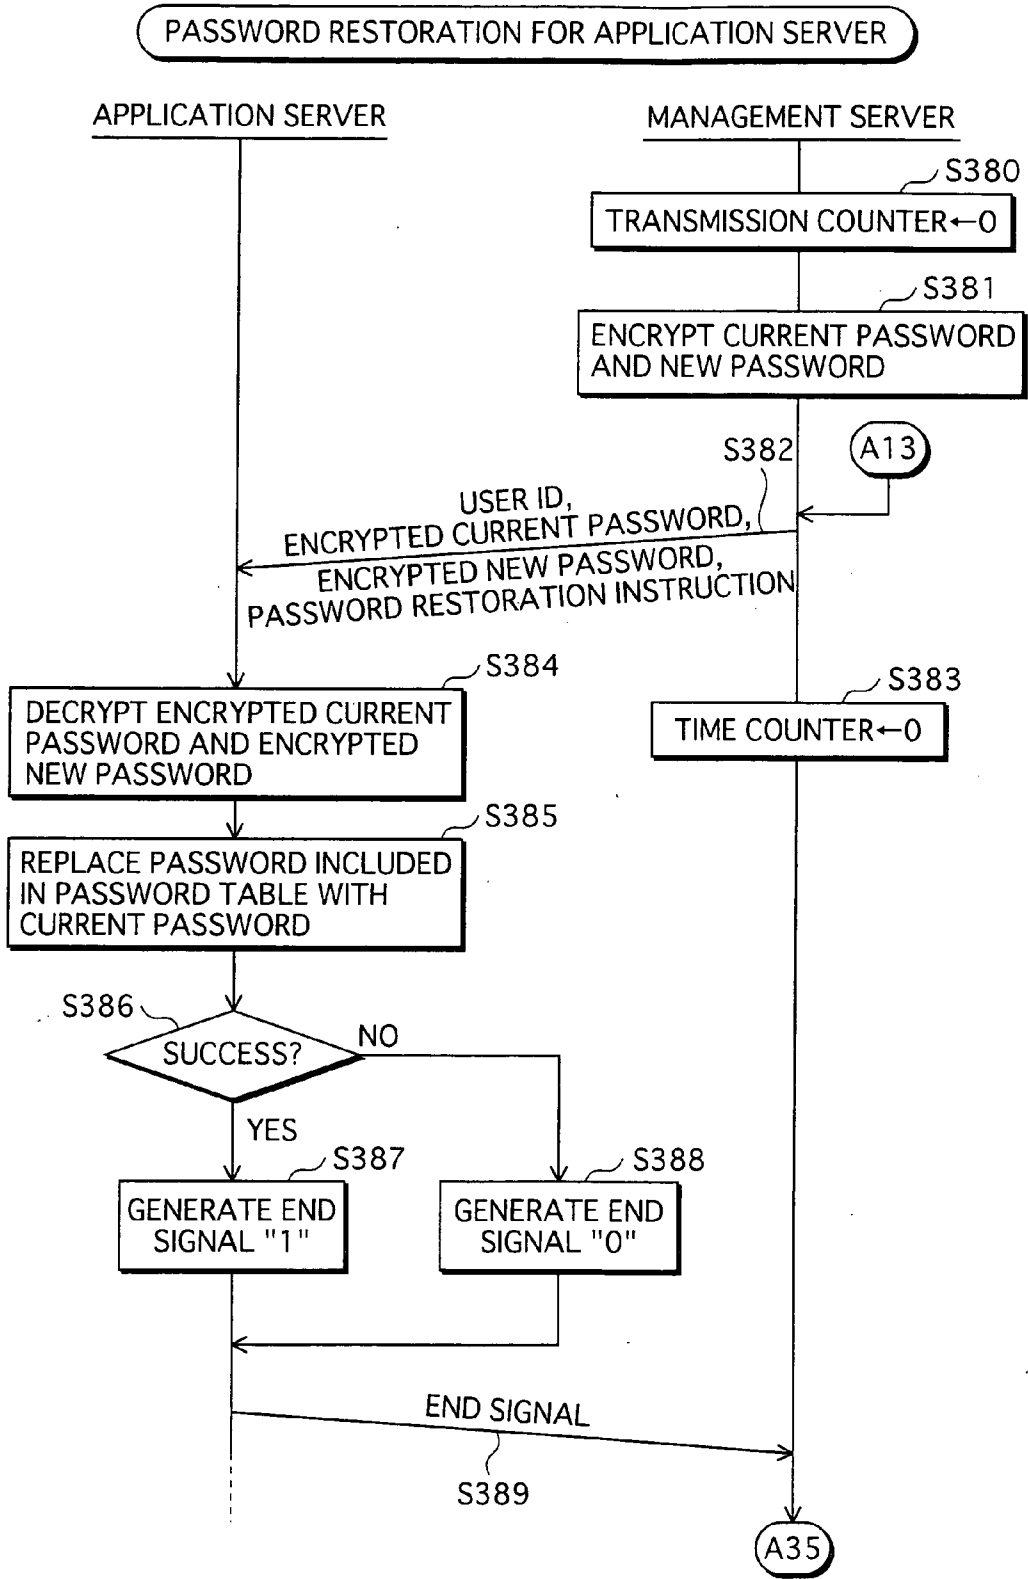 PASSWORD RESTORATION FOR APPLICATION SERVER
APPLICATION SERVER
MANAGEMENT SERVER
S380
TRANSMISSION COUNTER←0
S381
ENCRYPT CURRENT PASSWORD
AND NEW PASSWORD
A13
S382
USER ID,
ENCRYPTED CURRENT PASSWORD,
ENCRYPTED NEW PASSWORD,
PASSWORD RESTORATION INSTRUCTION
S384
DECRYPT ENCRYPTED CURRENT
PASSWORD AND ENCRYPTED
NEW PASSWORD
S383
TIME COUNTER←0
S385
REPLACE PASSWORD INCLUDED
IN PASSWORD TABLE WITH
CURRENT PASSWORD
S386
SUCCESS?
NO
YES
S387
GENERATE END
SIGNAL "1"
S388
GENERATE END
SIGNAL "0"
END SIGNAL
S389
A35